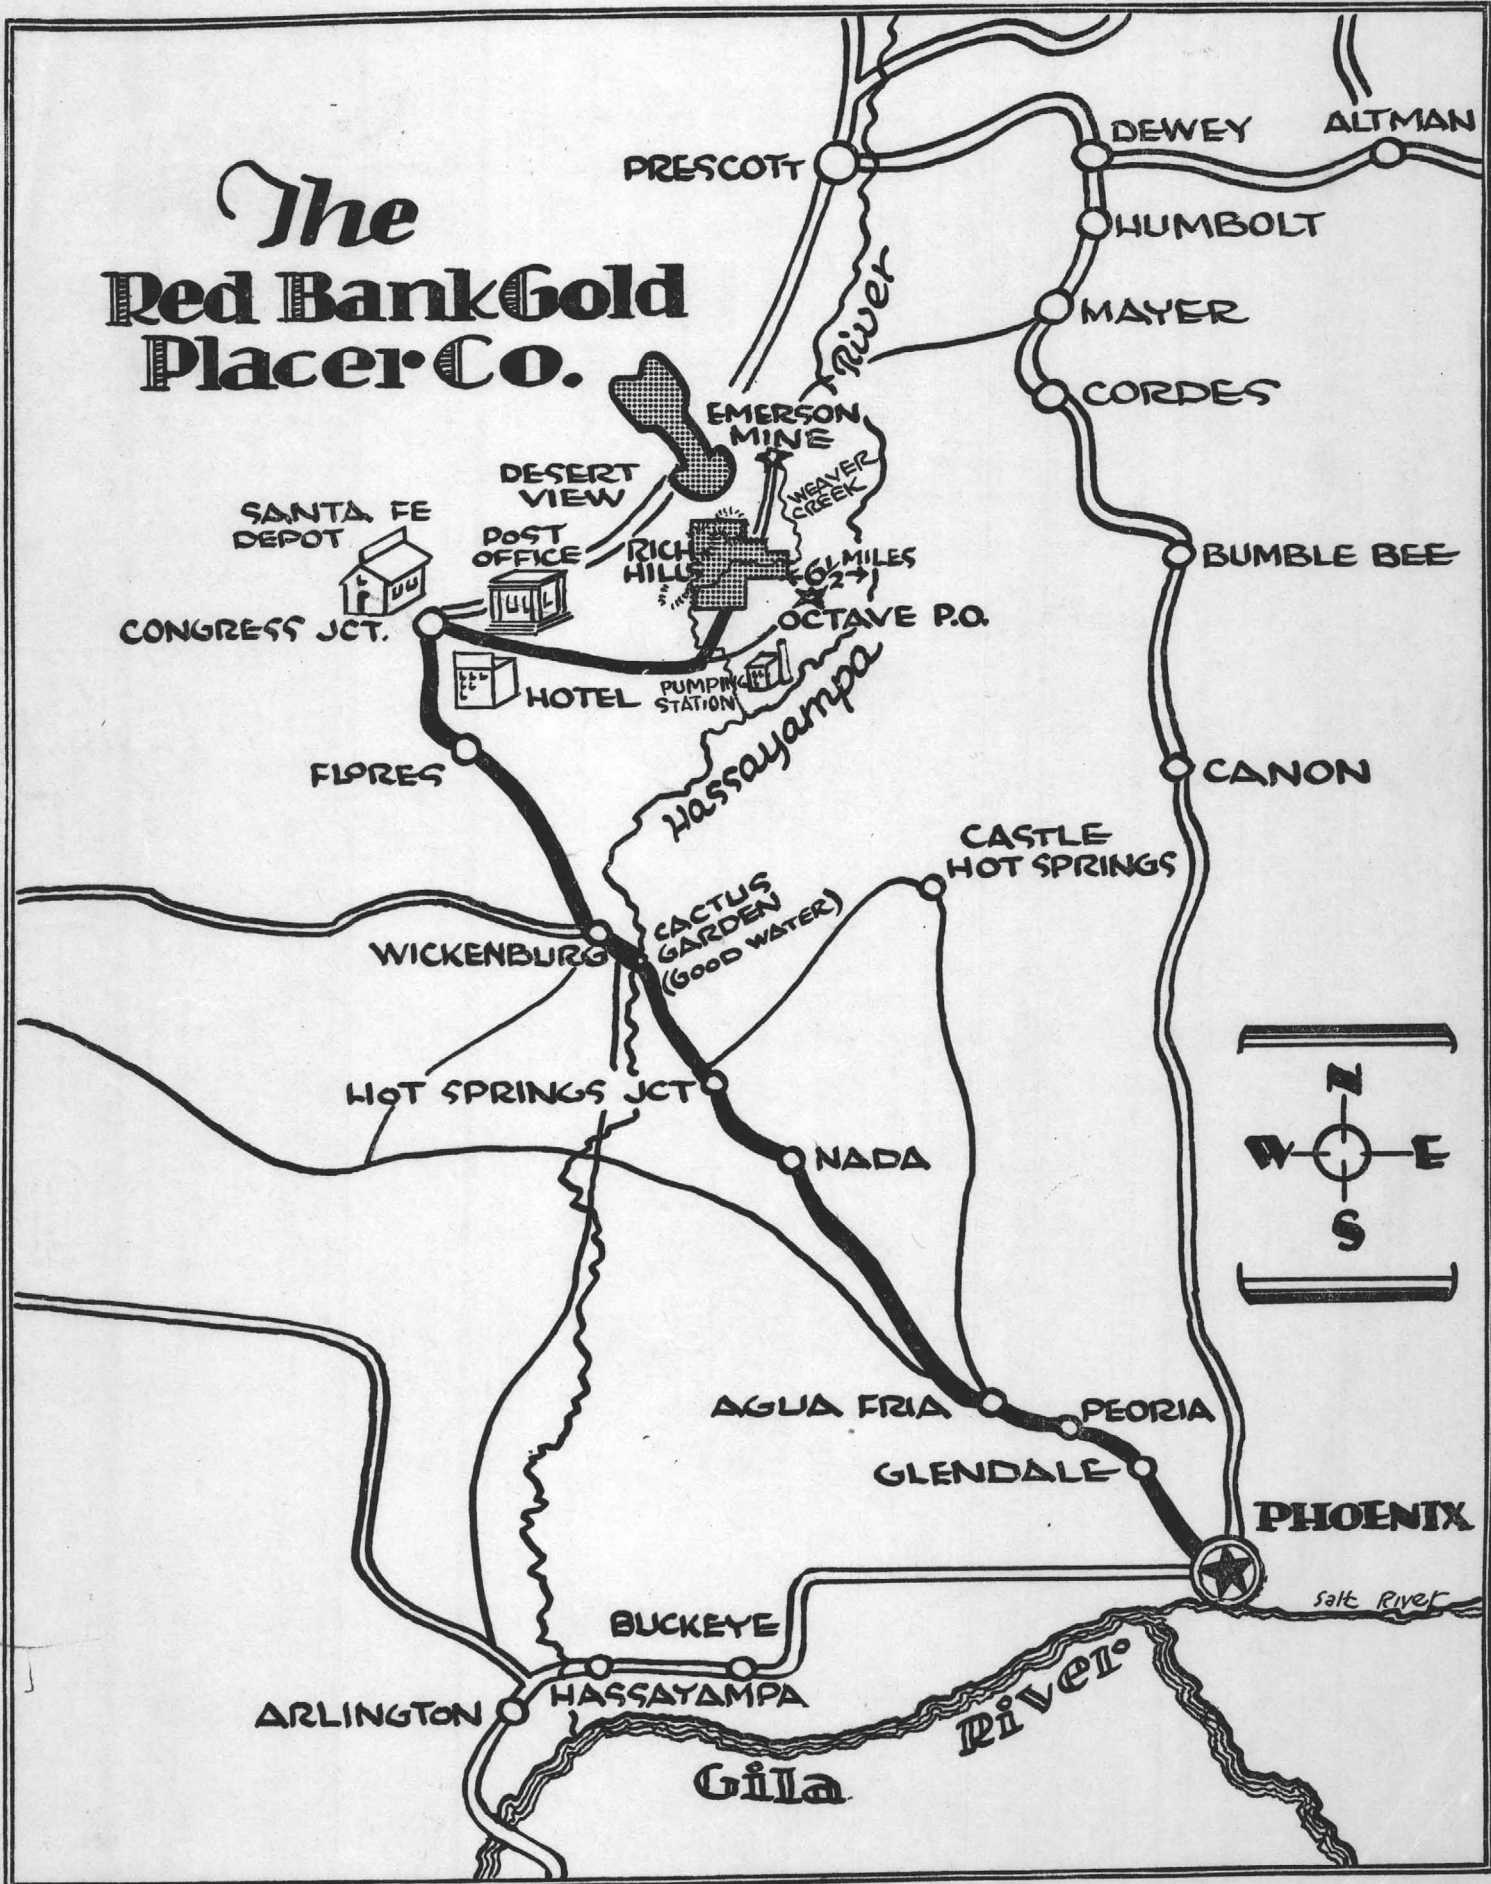 The
Red Bank Gold
Placer Co.
PRESCOTT
DEWEY
ALTMAN
HUMBOLT
MAYER
River
CORDES
EMERSON
MINE
DESERT
VIEW
WEAVER
CREEK
SANTA FE
DEPOT
POST
OFFICE
RICH
HILL
6½ MILES
BUMBLE BEE
CONGRESS JCT.
OCTAVE P.O.
HOTEL
PUMPING
STATION
Hassayampa
FLORES
CANON
CASTLE
HOT SPRINGS
CACTUS
GARDEN
(GOOD WATER)
WICKENBURG
HOT SPRINGS JCT
NADA
N
W
E
S
AGUA FRIA
PEORIA
GLENDALE
PHOENIX
Salt River
BUCKEYE
HASSAYAMPA
ARLINGTON
River
Gila